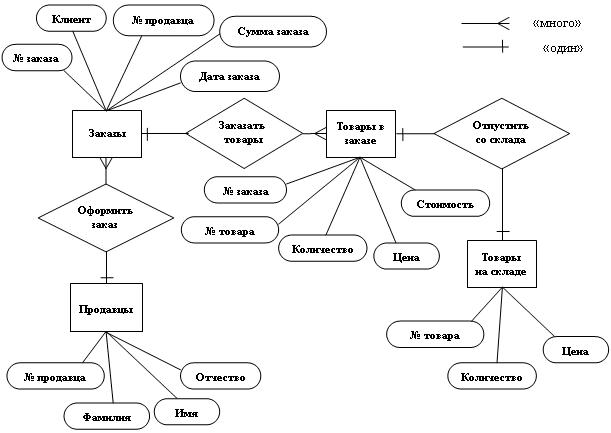 Клиент
№ продавца
«много»
Сумма заказа
«один»
№ заказа
Дата заказа
Заказы
Заказать
товары
Товары в
заказе
Отпустить
со склада
№ заказа
Стоимость
Оформить
заказ
№ товара
Количество
Цена
Товары
на складе
Продавцы
№ товара
Цена
№ продавца
Отчество
Количество
Фамилия
Имя